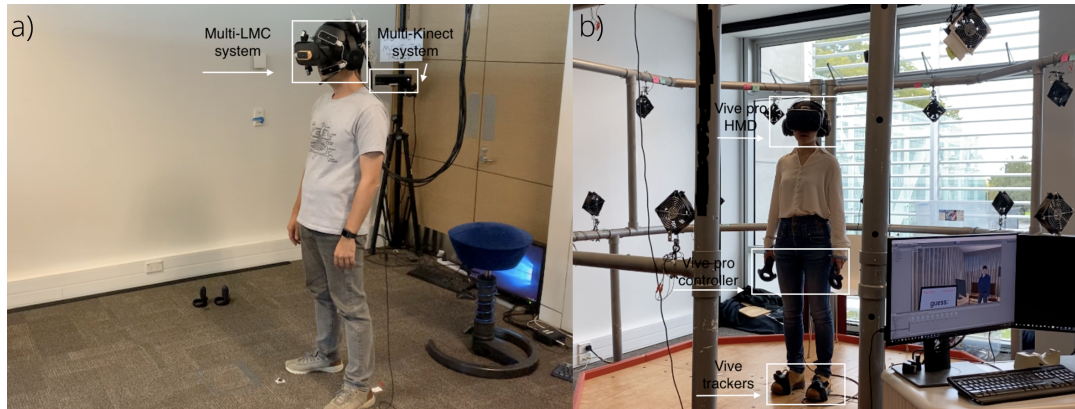 a)
Multi-LMC
system
Multi-Kinect
system
b)
Vive pro
HMD
Vive pro
controller
Vive
trackers
guess: